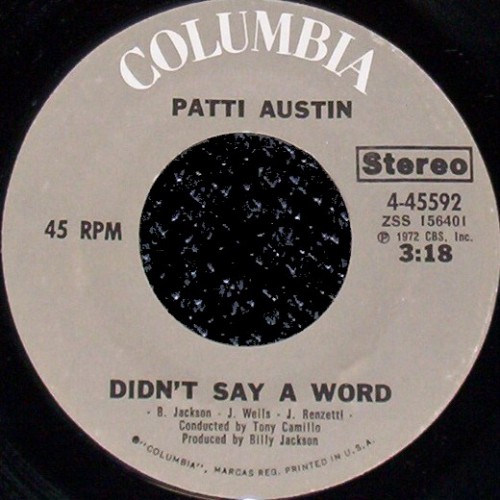 COLUMBIA
PATTI AUSTIN
Stereo
4-45592
ZSS 156401
℗ 1972 CBS, Inc.
3:18
45 RPM
DIDN'T SAY A WORD
- B. Jackson - J. Wells - J. Renzetti -
Conducted by Tony Camillo
Produced by Billy Jackson
®"COLUMBIA", MARCAS REG. PRINTED IN U.S.A.